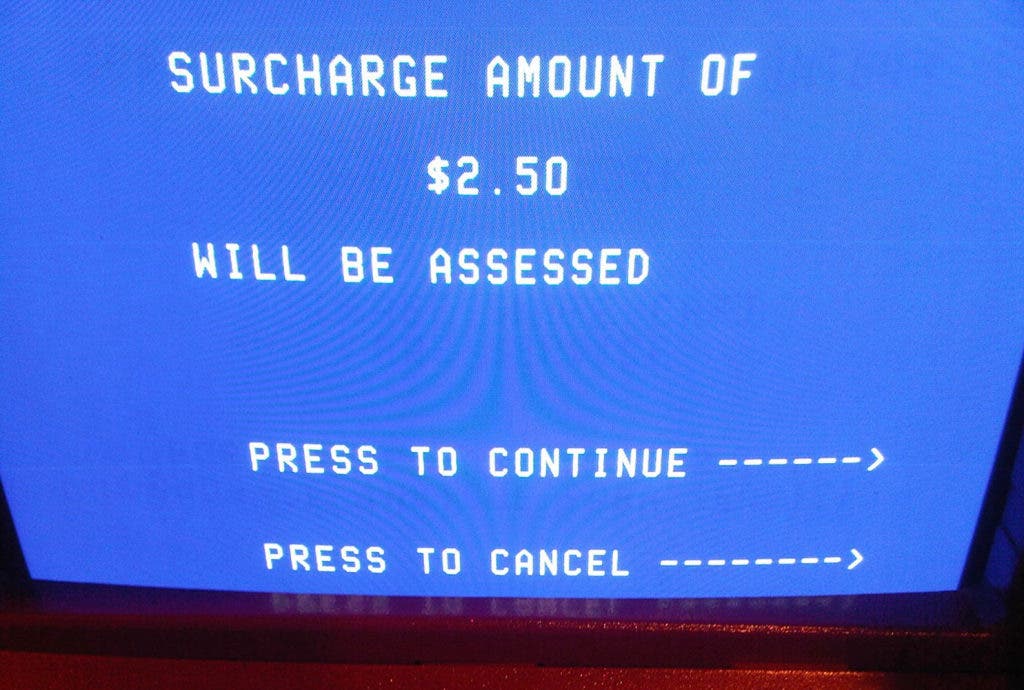 SURCHARGE AMOUNT OF
$2.50
WILL BE ASSESSED
PRESS TO CONTINUE ------>
PRESS TO CANCEL -------->